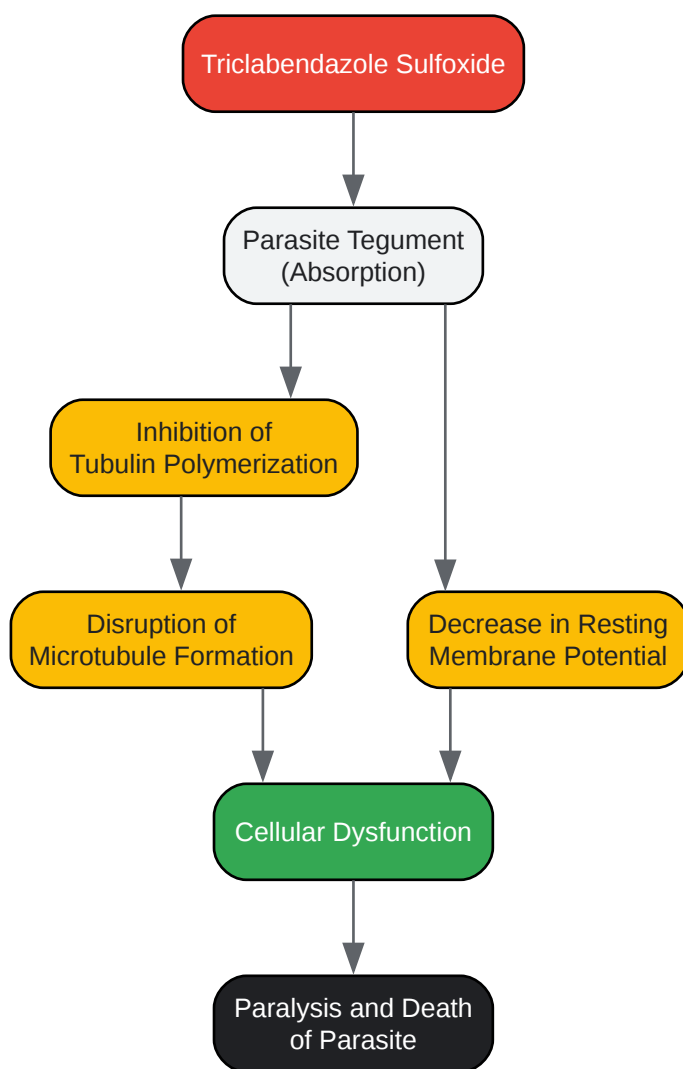 Triclabendazole Sulfoxide
Parasite Tegument
(Absorption)
Inhibition of
Tubulin Polymerization
Disruption of
Microtubule Formation
Decrease in Resting
Membrane Potential
Cellular Dysfunction
Paralysis and Death
of Parasite